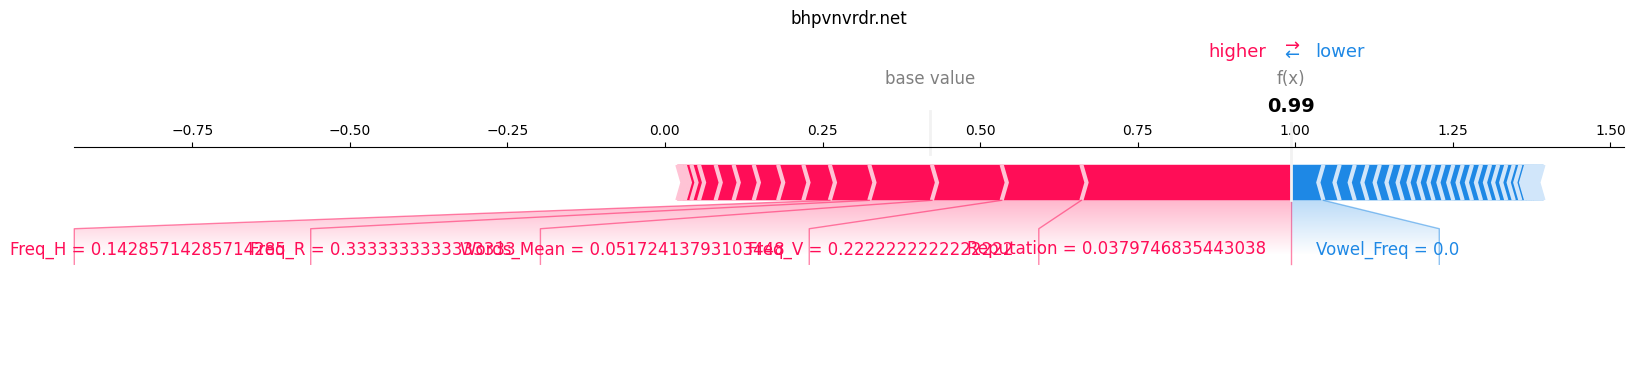 bhpvnvrdr.net
higher ⇄ lower
base value f(x)
0.99
−0.75 −0.50 −0.25 0.00 0.25 0.50 0.75 1.00 1.25 1.50
Freq_H = 0.14285714285714285 Freq_R = 0.3333333333333333 Words_Mean = 0.05172413793103448 Freq_V = 0.2222222222222222 Reputation = 0.0379746835443038 Vowel_Freq = 0.0